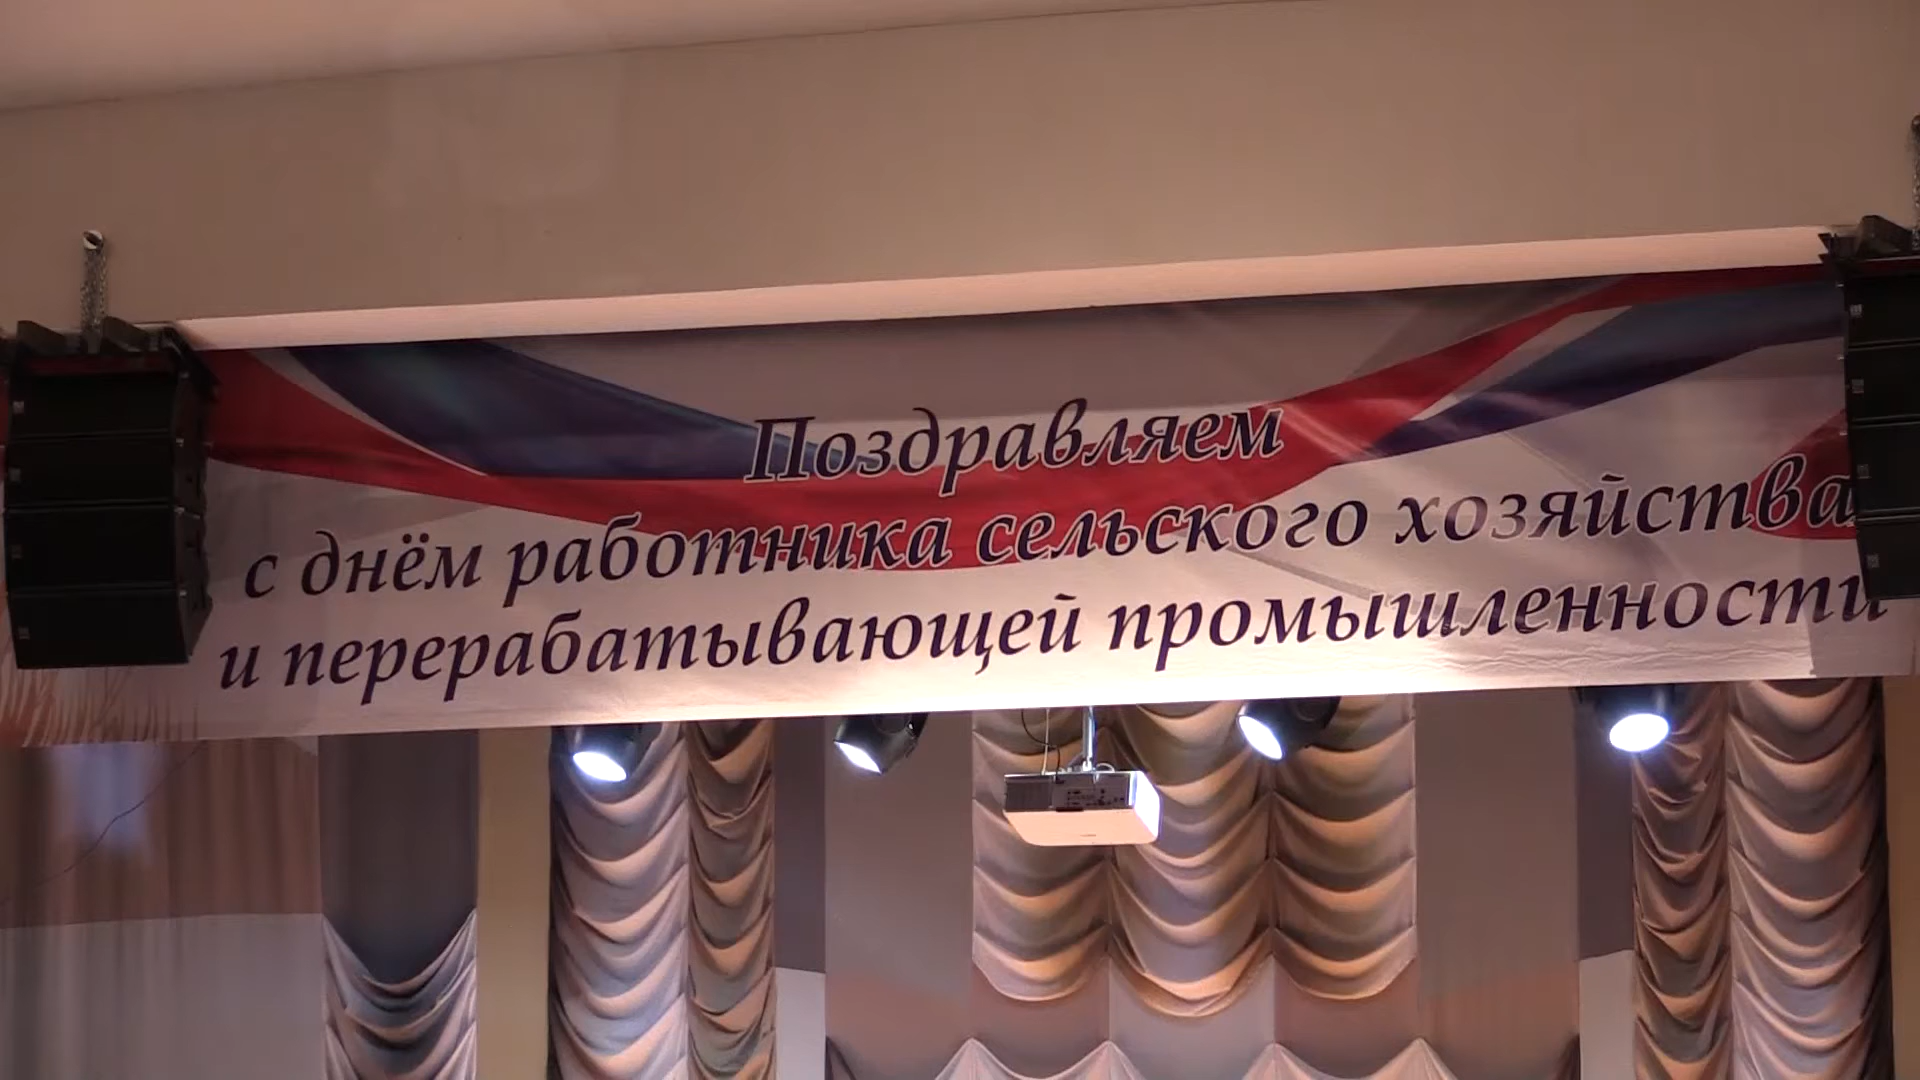 Поздравляем
с днём работника сельского хозяйства
и перерабатывающей промышленности